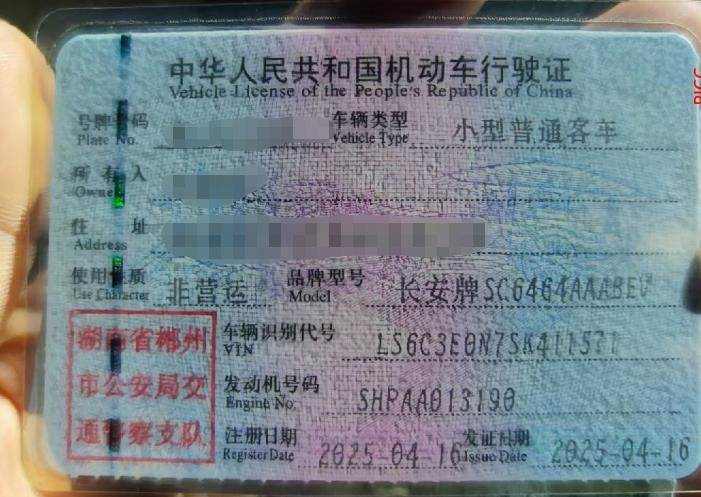 中华人民共和国机动车行驶证
Vehicle License of the People's Republic of China
号牌号码 车辆类型 小型普通客车
Plate No. Vehicle Type
所有人
Owner
住 址
Address
使用性质 非营运 品牌型号 长安牌SC6464AAABEV
Use Character Model
湖南省郴州 车辆识别代号 LS6C3E0N7SK411571
VIN
市公安局交 发动机号码 SHPAA013190
Engine No.
通警察支队 注册日期 2025-04-16 发证日期 2025-04-16
Register Date Issue Date